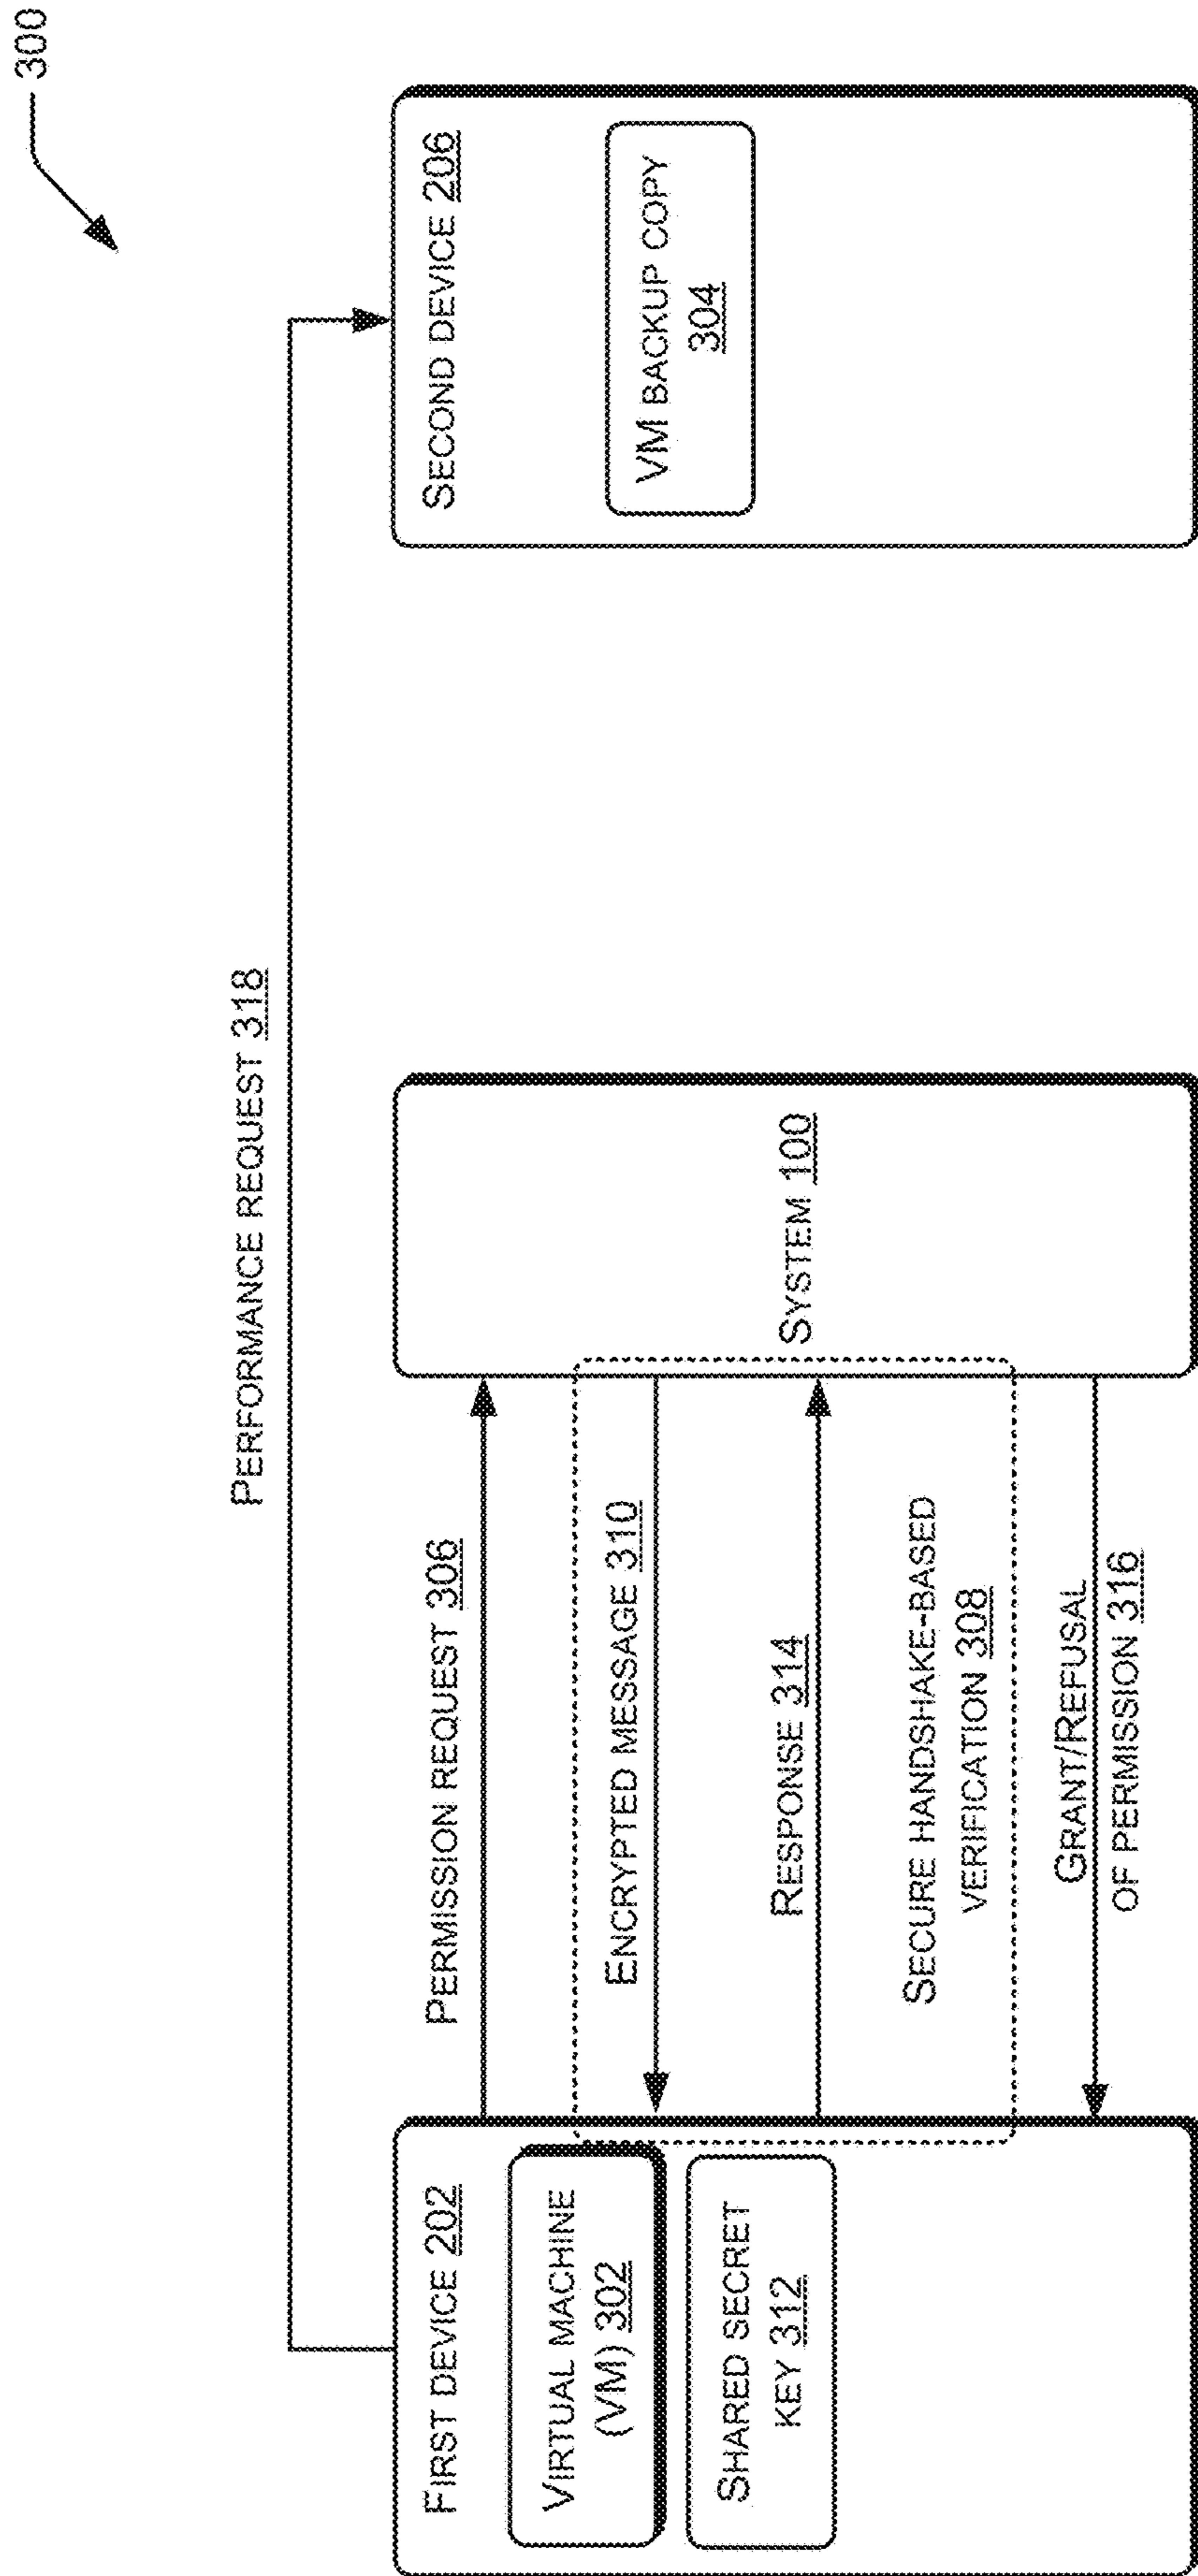 300
PERFORMANCE REQUEST 318
FIRST DEVICE 202
VIRTUAL MACHINE
(VM) 302
SHARED SECRET
KEY 312
PERMISSION REQUEST 306
ENCRYPTED MESSAGE 310
RESPONSE 314
SECURE HANDSHAKE-BASED
VERIFICATION 308
GRANT/REFUSAL
OF PERMISSION 316
SYSTEM 100
SECOND DEVICE 206
VM BACKUP COPY
304